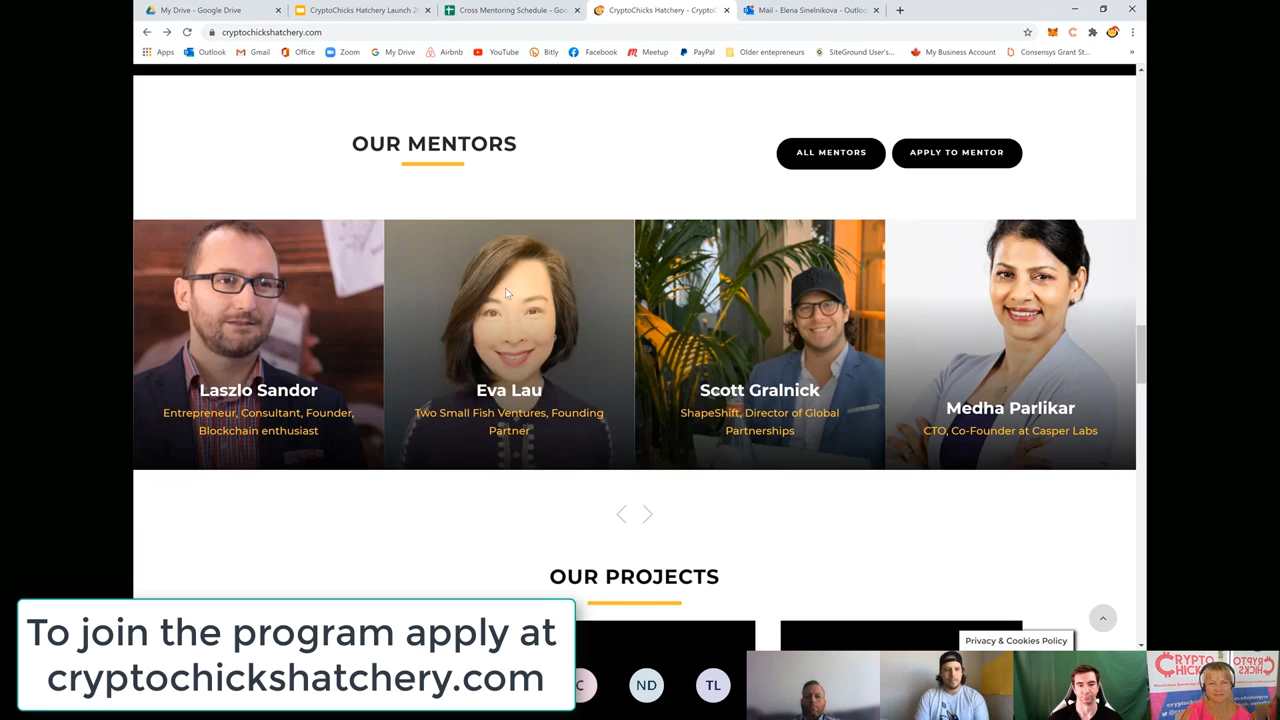 My Drive - Google Drive
CryptoChicks Hatchery Launch 2
Cross Mentoring Schedule - Goo
CryptoChicks Hatchery - CryptoC
Mail - Elena Sinelnikova - Outloo
cryptochickshatchery.com
Apps
Outlook
Gmail
Office
Zoom
My Drive
Airbnb
YouTube
Bitly
Facebook
Meetup
PayPal
Older entepreneurs
SiteGround User's...
My Business Account
Consensys Grant St...
OUR MENTORS
ALL MENTORS
APPLY TO MENTOR
Laszlo Sandor
Entrepreneur, Consultant, Founder,
Blockchain enthusiast
Eva Lau
Two Small Fish Ventures, Founding
Partner
Scott Gralnick
ShapeShift, Director of Global
Partnerships
Medha Parlikar
CTO, Co-Founder at Casper Labs
OUR PROJECTS
To join the program apply at
cryptochickshatchery.com
Privacy & Cookies Policy
C
ND
TL
CRYPTO